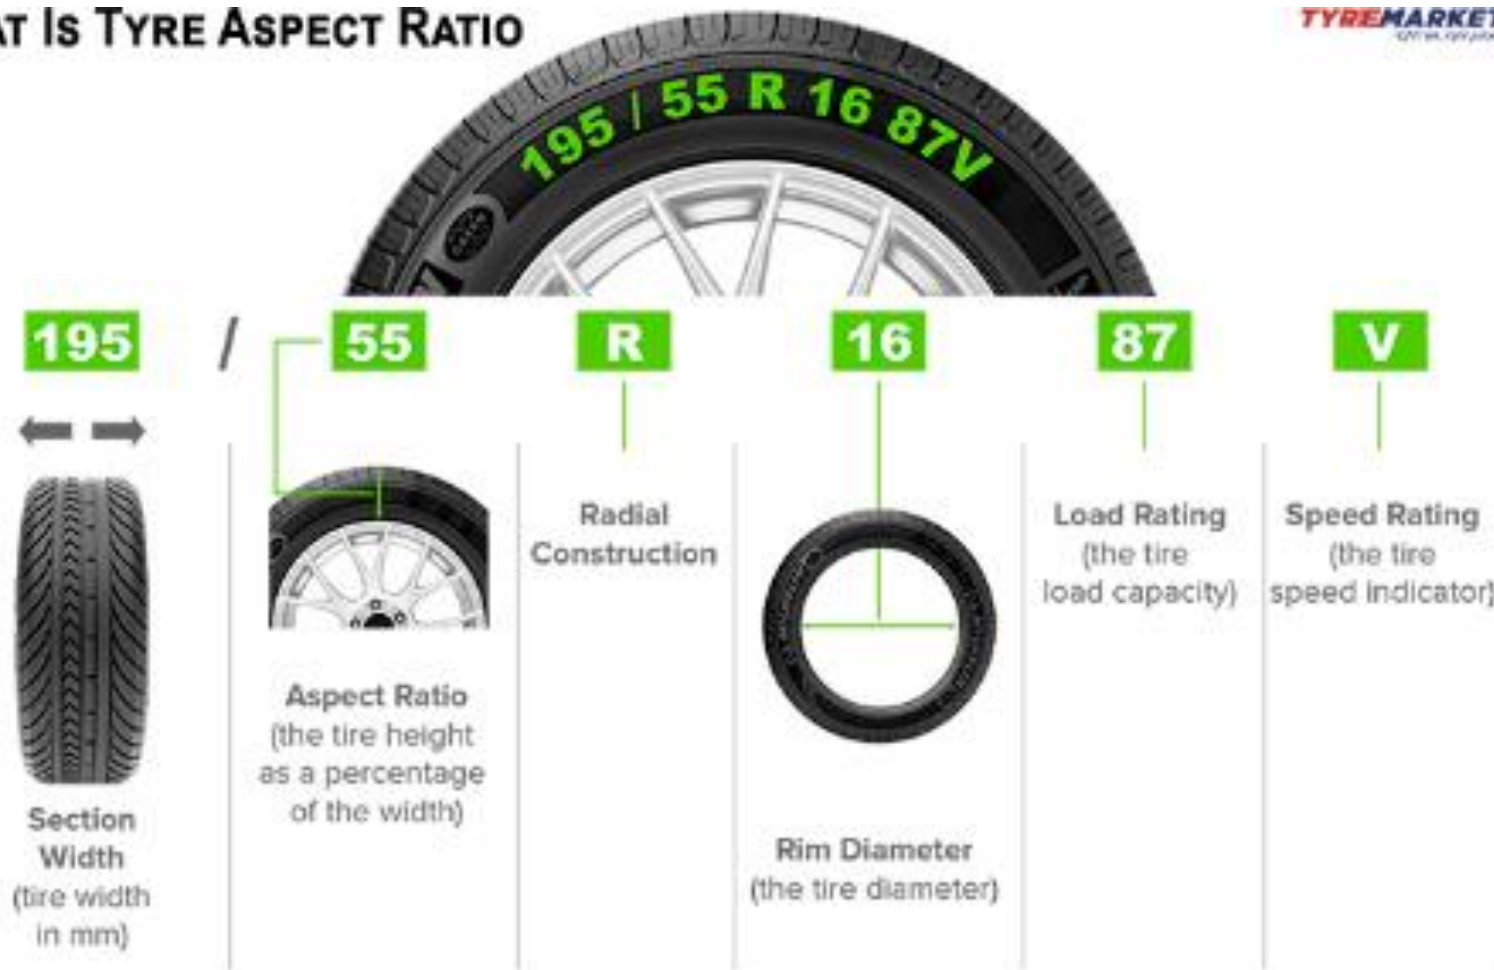 AT IS TYRE ASPECT RATIO
TYREMARKET
195 / 55 R 16 87V
195 / 55 R 16 87 V
Section
Width
(tire width
in mm)
Aspect Ratio
(the tire height
as a percentage
of the width)
Radial
Construction
Rim Diameter
(the tire diameter)
Load Rating
(the tire
load capacity)
Speed Rating
(the tire
speed indicator)